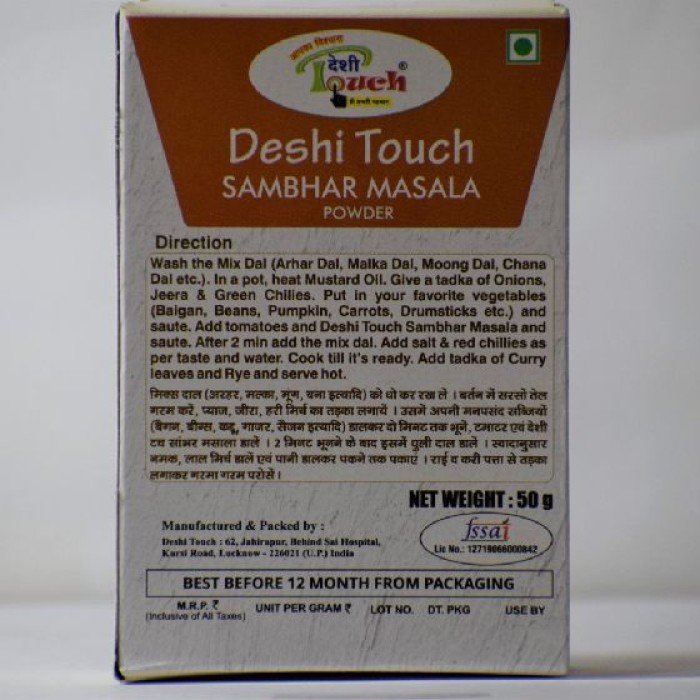 आपका विश्वास
देशी
Touch®
ही हमारी पहचान
Deshi Touch
SAMBHAR MASALA
POWDER
Direction
Wash the Mix Dal (Arhar Dal, Malka Dal, Moong Dal, Chana
Dal etc.). In a pot, heat Mustard Oil. Give a tadka of Onions,
Jeera & Green Chilies. Put in your favorite vegetables
(Baigan, Beans, Pumpkin, Carrots, Drumsticks etc.) and
saute. Add tomatoes and Deshi Touch Sambhar Masala and
saute. After 2 min add the mix dal. Add salt & red chillies as
per taste and water. Cook till it's ready. Add tadka of Curry
leaves and Rye and serve hot.
मिक्स दाल (अरहर, मल्का, मूंग, चना इत्यादि) को धो कर रख लें । बर्तन में सरसों तेल
गरम करें, प्याज, जीरा, हरी मिर्च का तड़का लगायें । उसमें अपनी मनपसंद सब्जियों
(बैगन, बीन्स, कद्दू, गाजर, सैजन इत्यादि) डालकर दो मिनट तक भूनें, टमाटर एवं देशी
टच सांभर मसाला डालें । 2 मिनट भूनने के बाद इसमें धुली दाल डालें । स्वादानुसार
नमक, लाल मिर्च डालें एवं पानी डालकर पकने तक पकाएं । राई व करी पत्ता से तड़का
लगाकर गरमा गरम परोसें ।
NET WEIGHT : 50 g
Manufactured & Packed by :
Deshi Touch : 62, Jahirapur, Behind Sai Hospital,
Kursi Road, Lucknow - 226021 (U.P.) India
fssai
Lic No.: 12719066000842
BEST BEFORE 12 MONTH FROM PACKAGING
M.R.P. ₹ UNIT PER GRAM ₹ LOT NO. DT. PKG USE BY
(Inclusive of All Taxes)